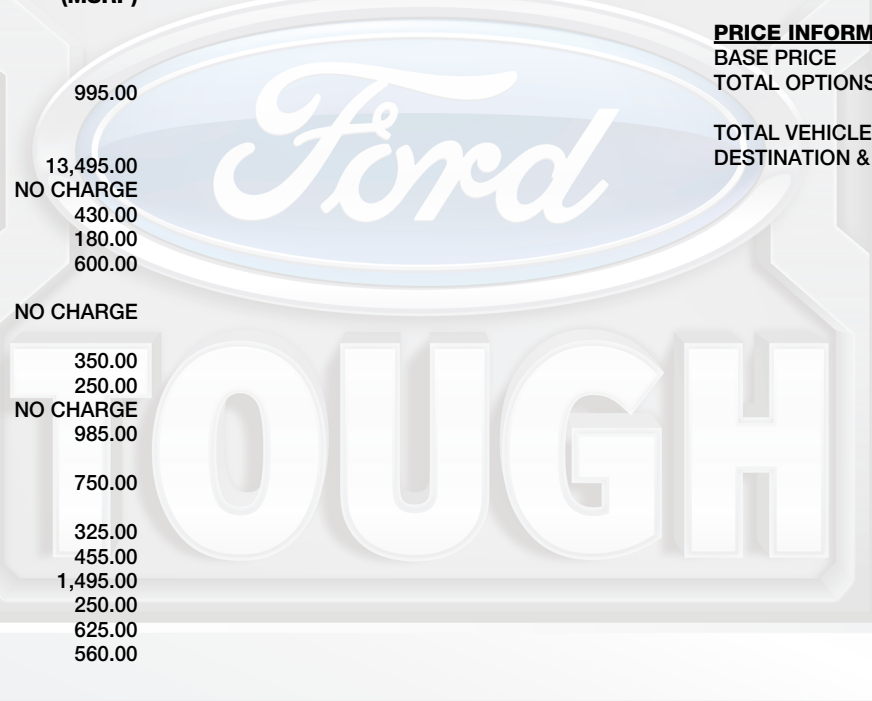 (MSRP)
995.00
13,495.00
NO CHARGE
430.00
180.00
600.00
NO CHARGE
350.00
250.00
NO CHARGE
985.00
750.00
325.00
455.00
1,495.00
250.00
625.00
560.00
PRICE INFORM
BASE PRICE
TOTAL OPTIONS
TOTAL VEHICLE
DESTINATION &
Ford
TOUGH